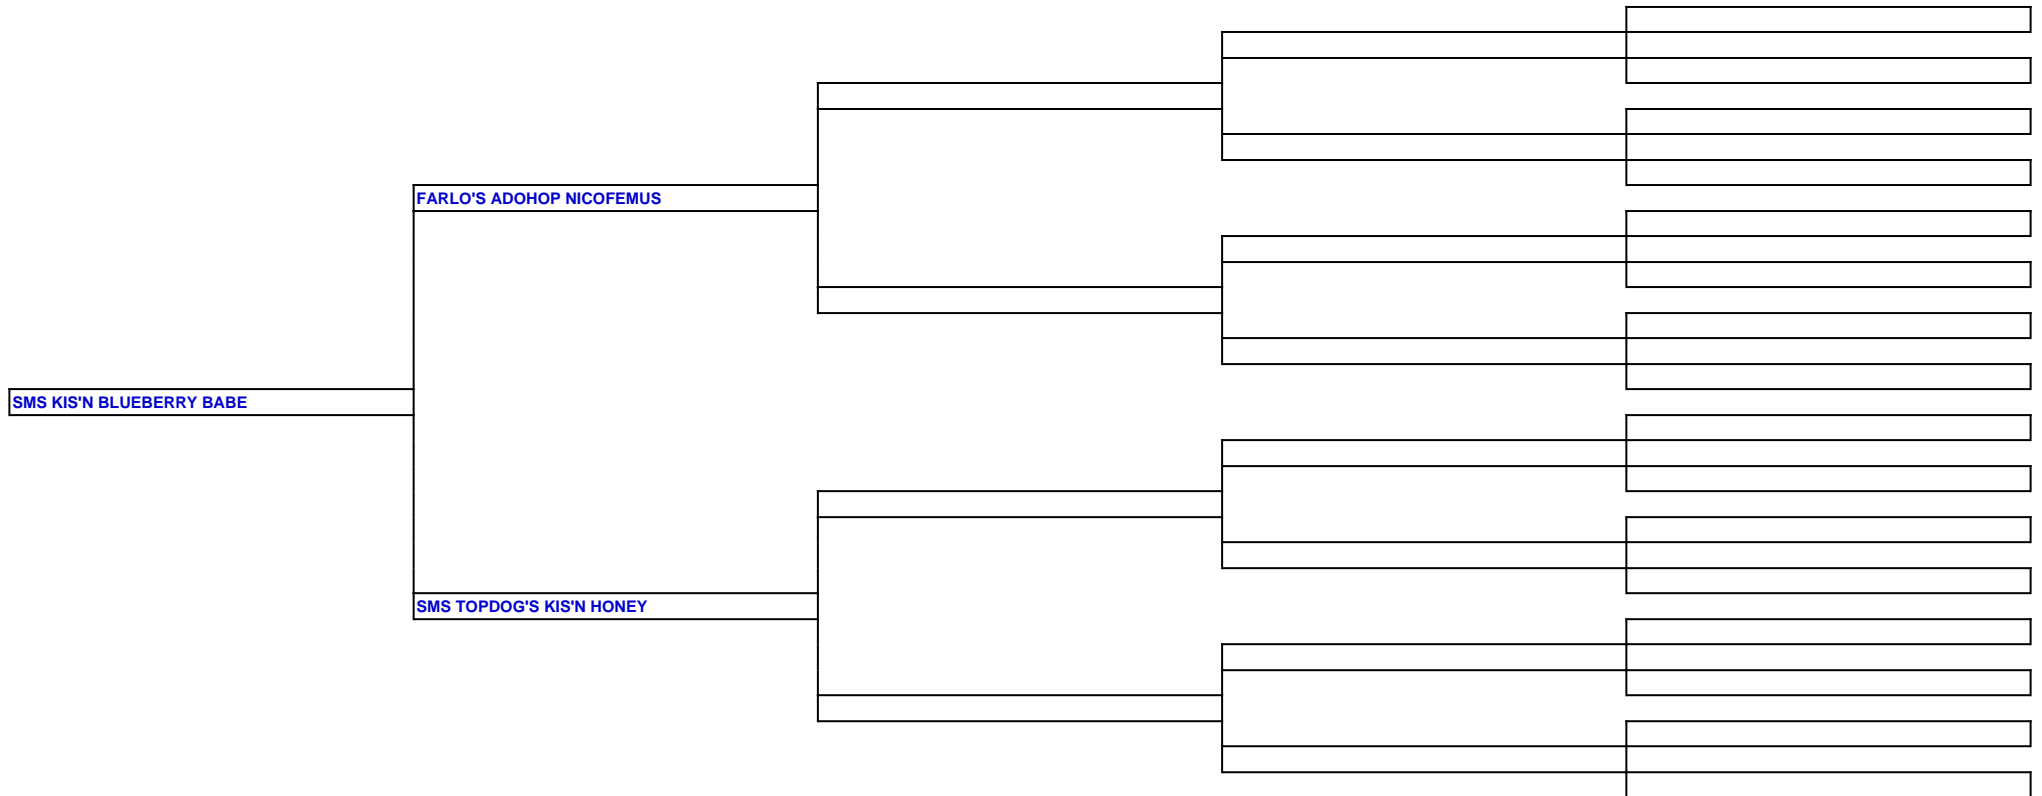 FARLO'S ADOHOP NICOFEMUS
SMS KIS'N BLUEBERRY BABE
SMS TOPDOG'S KIS'N HONEY